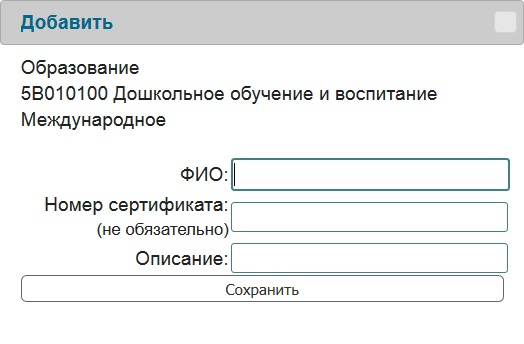 Добавить
Образование
5B010100 Дошкольное обучение и воспитание
Международное
ФИО:
Номер сертификата:
(не обязательно)
Описание:
Сохранить